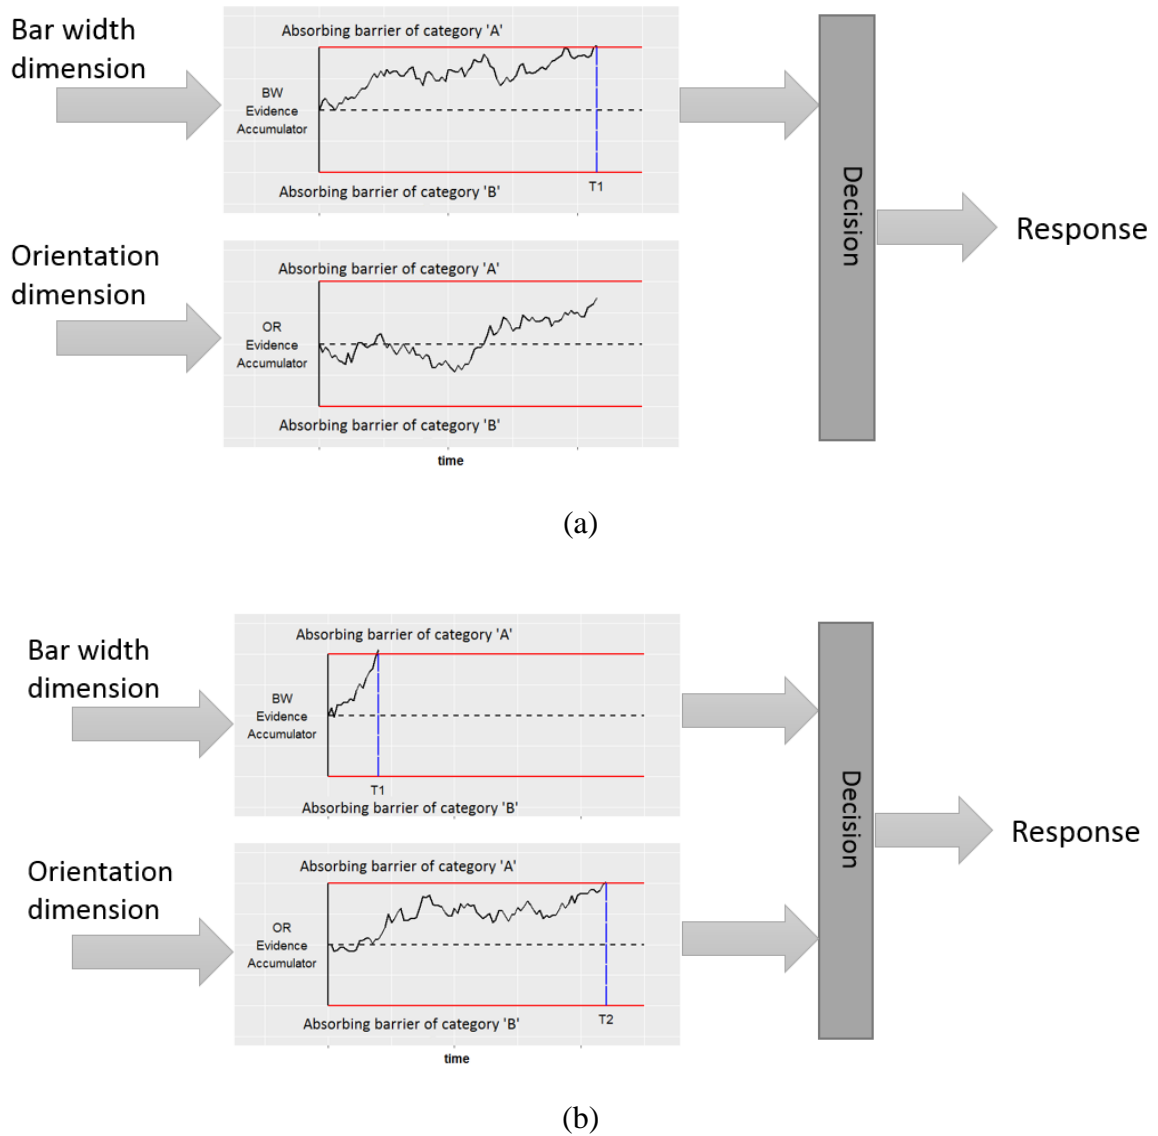 Bar width
dimension
Absorbing barrier of category 'A'
BW
Evidence
Accumulator
T1
Absorbing barrier of category 'B'
Orientation
dimension
Absorbing barrier of category 'A'
OR
Evidence
Accumulator
Absorbing barrier of category 'B'
time
Decision
Response
(a)
Bar width
dimension
Absorbing barrier of category 'A'
BW
Evidence
Accumulator
T1
Absorbing barrier of category 'B'
Orientation
dimension
Absorbing barrier of category 'A'
OR
Evidence
Accumulator
T2
Absorbing barrier of category 'B'
time
Decision
Response
(b)